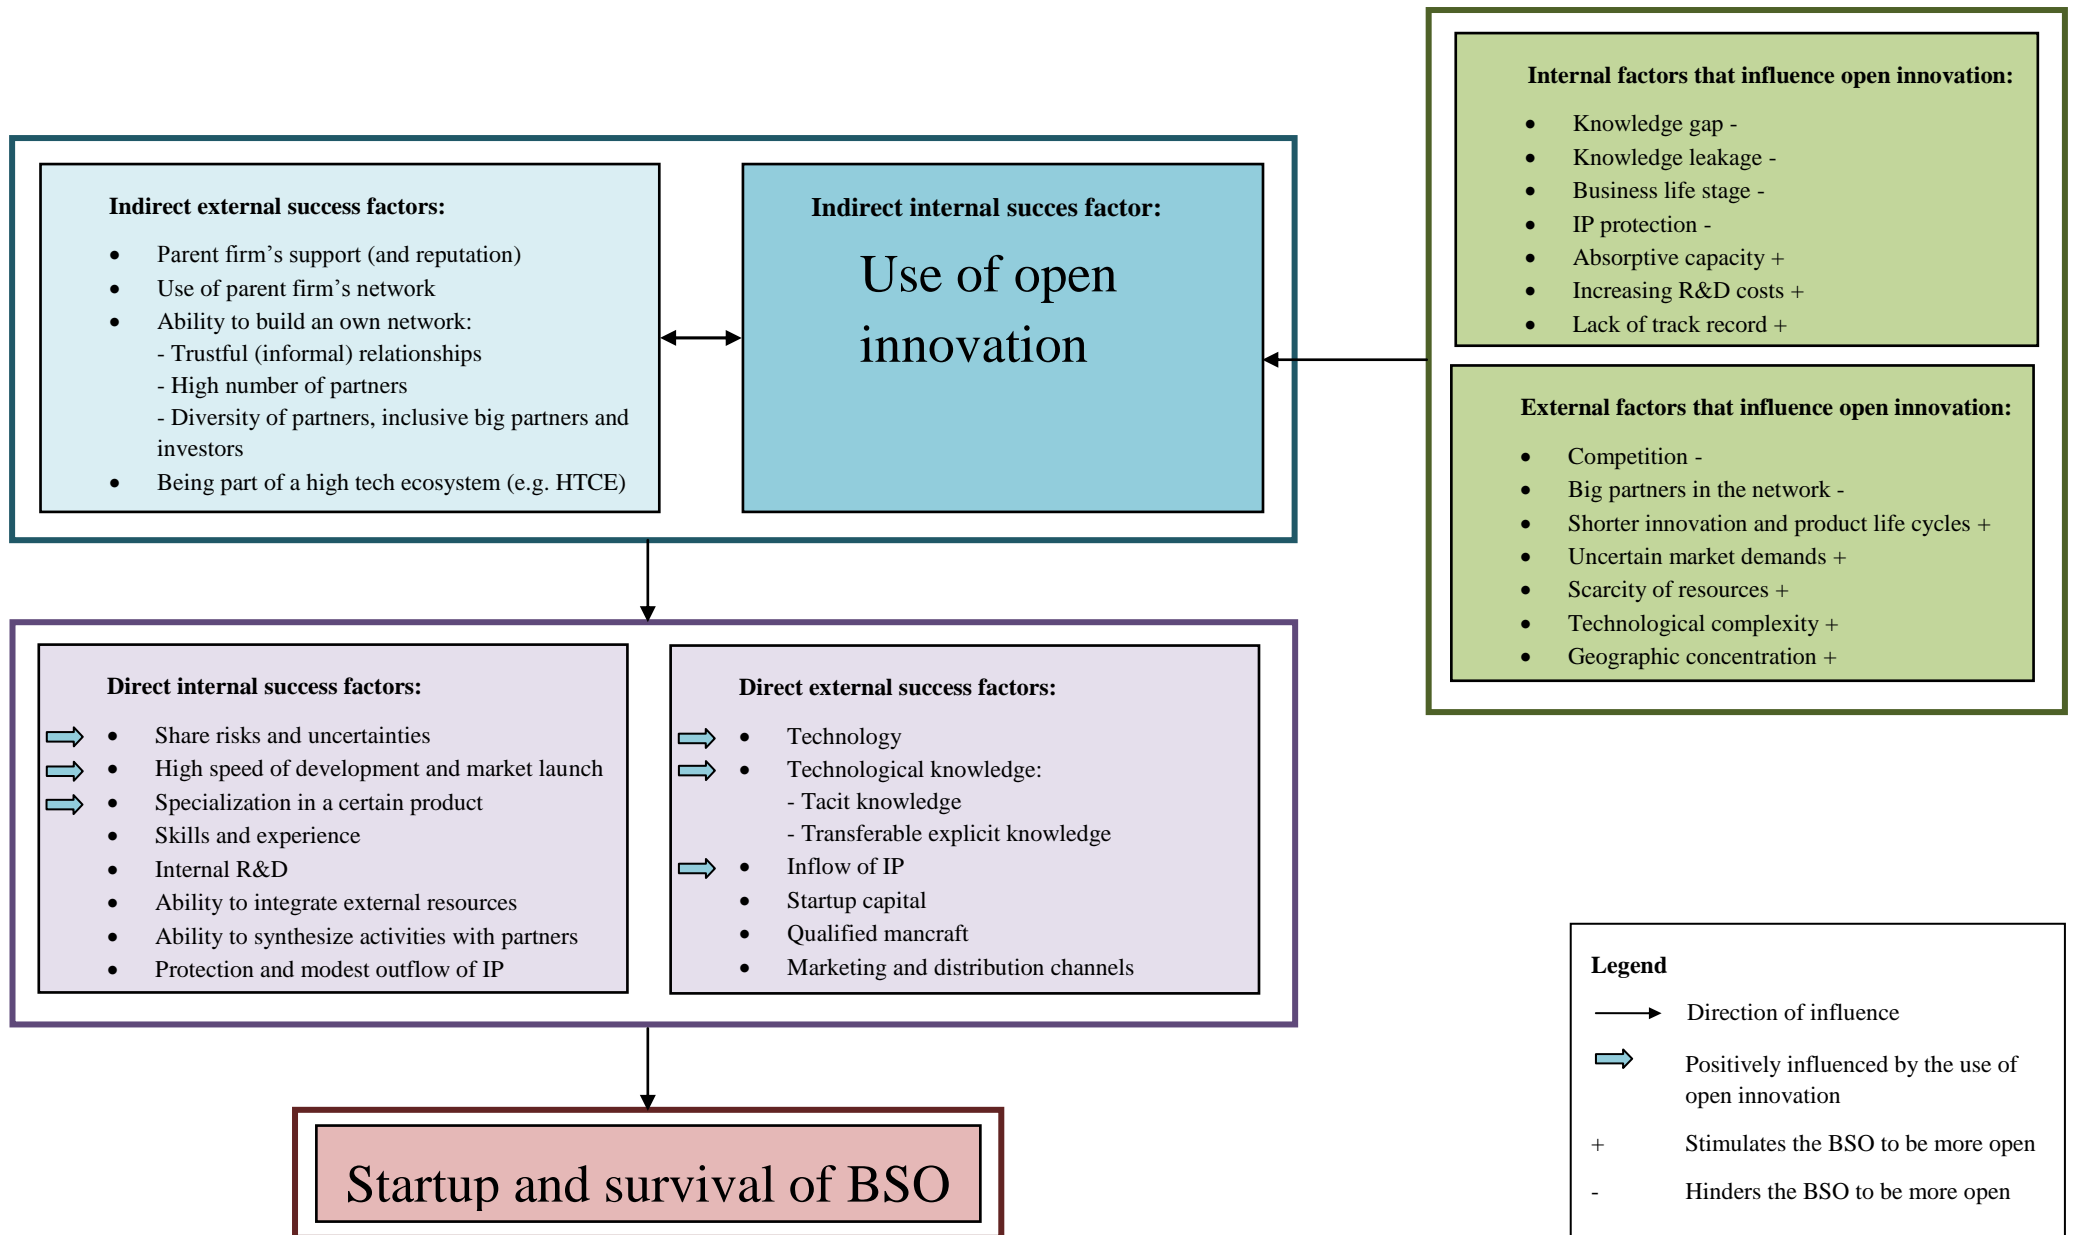 Internal factors that influence open innovation:
• Knowledge gap -
• Knowledge leakage -
• Business life stage -
• IP protection -
• Absorptive capacity +
• Increasing R&D costs +
• Lack of track record +
External factors that influence open innovation:
• Competition -
• Big partners in the network -
• Shorter innovation and product life cycles +
• Uncertain market demands +
• Scarcity of resources +
• Technological complexity +
• Geographic concentration +
Indirect external success factors:
• Parent firm’s support (and reputation)
• Use of parent firm’s network
• Ability to build an own network:
- Trustful (informal) relationships
- High number of partners
- Diversity of partners, inclusive big partners and
investors
• Being part of a high tech ecosystem (e.g. HTCE)
Indirect internal succes factor:
Use of open
innovation
Direct internal success factors:
• Share risks and uncertainties
• High speed of development and market launch
• Specialization in a certain product
• Skills and experience
• Internal R&D
• Ability to integrate external resources
• Ability to synthesize activities with partners
• Protection and modest outflow of IP
Direct external success factors:
• Technology
• Technological knowledge:
- Tacit knowledge
- Transferable explicit knowledge
• Inflow of IP
• Startup capital
• Qualified mancraft
• Marketing and distribution channels
Startup and survival of BSO
Legend
Direction of influence
Positively influenced by the use of
open innovation
+ Stimulates the BSO to be more open
- Hinders the BSO to be more open